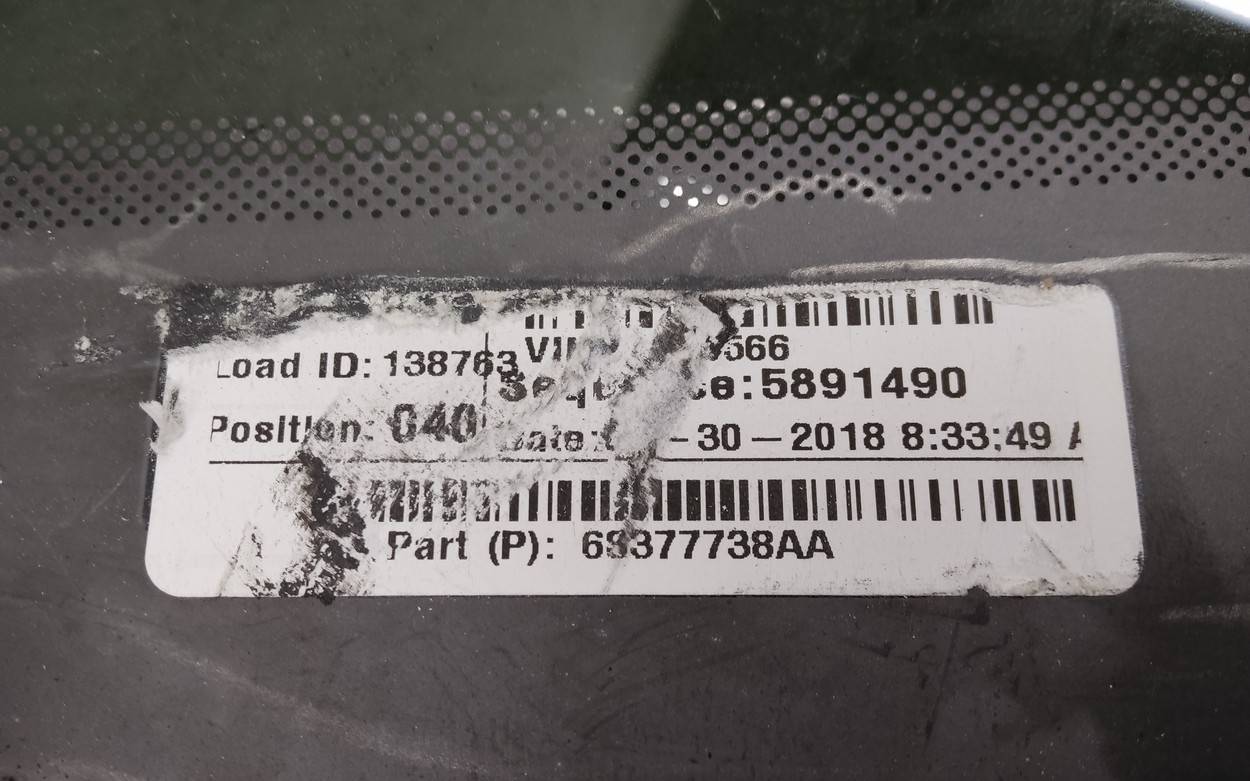 Load ID: 138763
Position: 040
Sequence:5891490
-30-2018 8:33:49
Part (P): 68377738AA